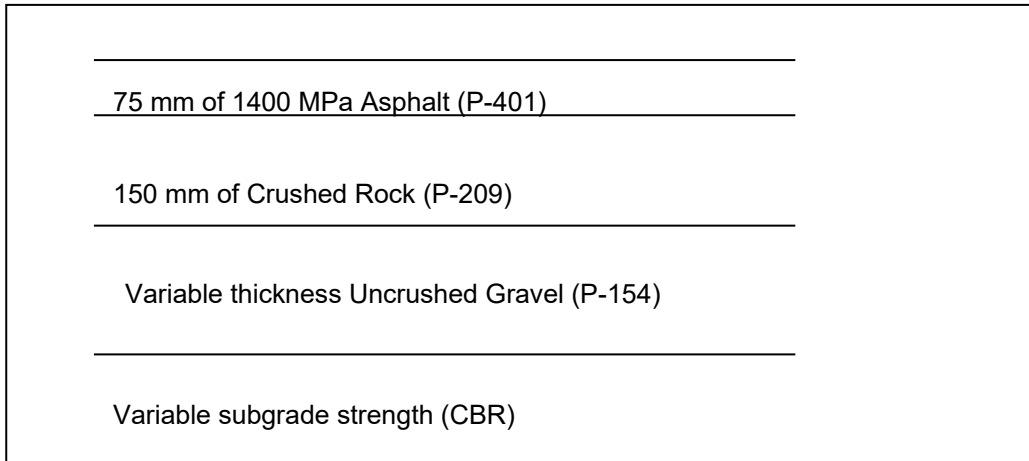 75 mm of 1400 MPa Asphalt (P-401)
150 mm of Crushed Rock (P-209)
Variable thickness Uncrushed Gravel (P-154)
Variable subgrade strength (CBR)